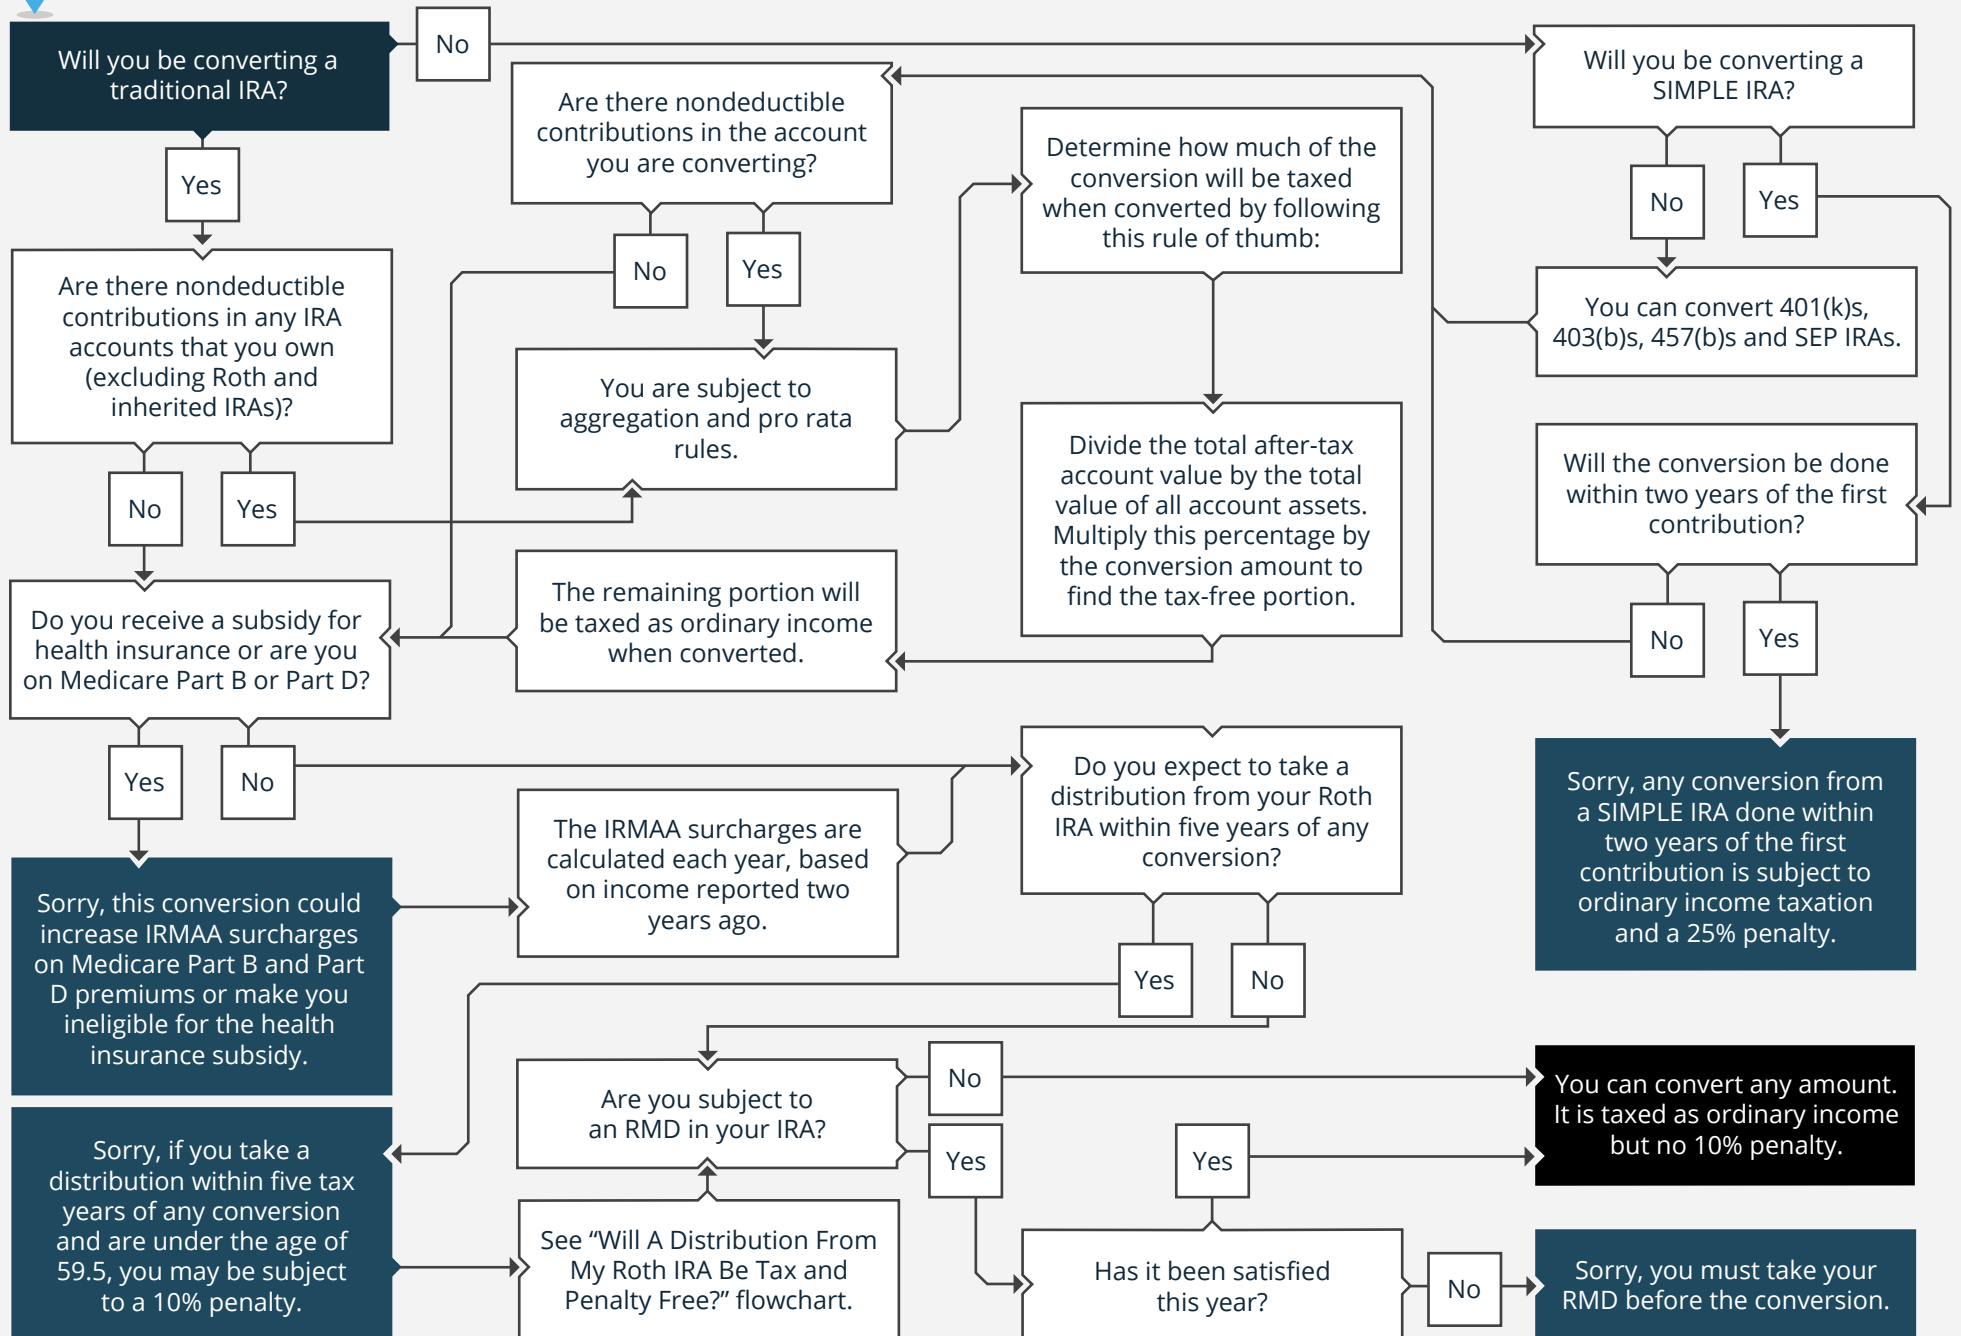 Will you be converting a
traditional IRA?
No
Yes
Are there nondeductible
contributions in any IRA
accounts that you own
(excluding Roth and
inherited IRAs)?
No
Yes
Do you receive a subsidy for
health insurance or are you
on Medicare Part B or Part D?
Yes
No
Sorry, this conversion could
increase IRMAA surcharges
on Medicare Part B and Part
D premiums or make you
ineligible for the health
insurance subsidy.
Sorry, if you take a
distribution within five tax
years of any conversion
and are under the age of
59.5, you may be subject
to a 10% penalty.
Are there nondeductible
contributions in the account
you are converting?
No
Yes
You are subject to
aggregation and pro rata
rules.
The remaining portion will
be taxed as ordinary income
when converted.
The IRMAA surcharges are
calculated each year, based
on income reported two
years ago.
Are you subject to
an RMD in your IRA?
No
Yes
See “Will A Distribution From
My Roth IRA Be Tax and
Penalty Free?” flowchart.
Determine how much of the
conversion will be taxed
when converted by following
this rule of thumb:
Divide the total after-tax
account value by the total
value of all account assets.
Multiply this percentage by
the conversion amount to
find the tax-free portion.
Do you expect to take a
distribution from your Roth
IRA within five years of any
conversion?
Yes
No
Yes
Has it been satisfied
this year?
No
Will you be converting a
SIMPLE IRA?
No
Yes
You can convert 401(k)s,
403(b)s, 457(b)s and SEP IRAs.
Will the conversion be done
within two years of the first
contribution?
No
Yes
Sorry, any conversion from
a SIMPLE IRA done within
two years of the first
contribution is subject to
ordinary income taxation
and a 25% penalty.
You can convert any amount.
It is taxed as ordinary income
but no 10% penalty.
Sorry, you must take your
RMD before the conversion.